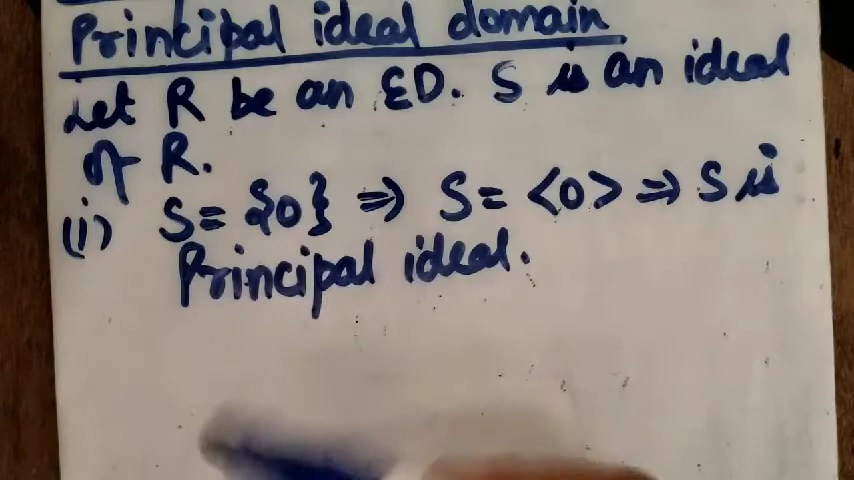 Principal ideal domain
Let R be an ED. S is an ideal
of R.
(i) S = {0} ⇒ S = <0> ⇒ S is
Principal ideal.